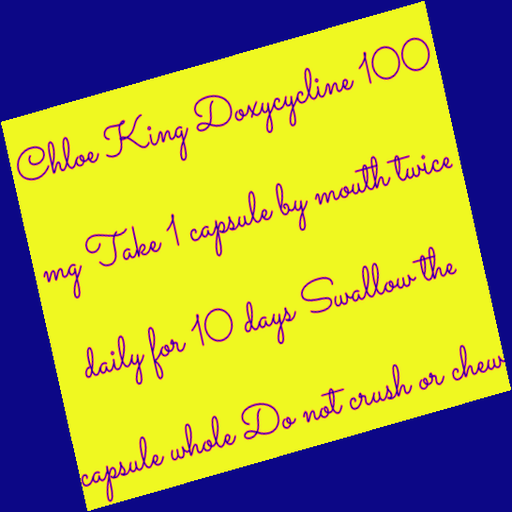 Chloe King Doxycycline 100
mg Take 1 capsule by mouth twice
daily for 10 days Swallow the
capsule whole Do not crush or chew